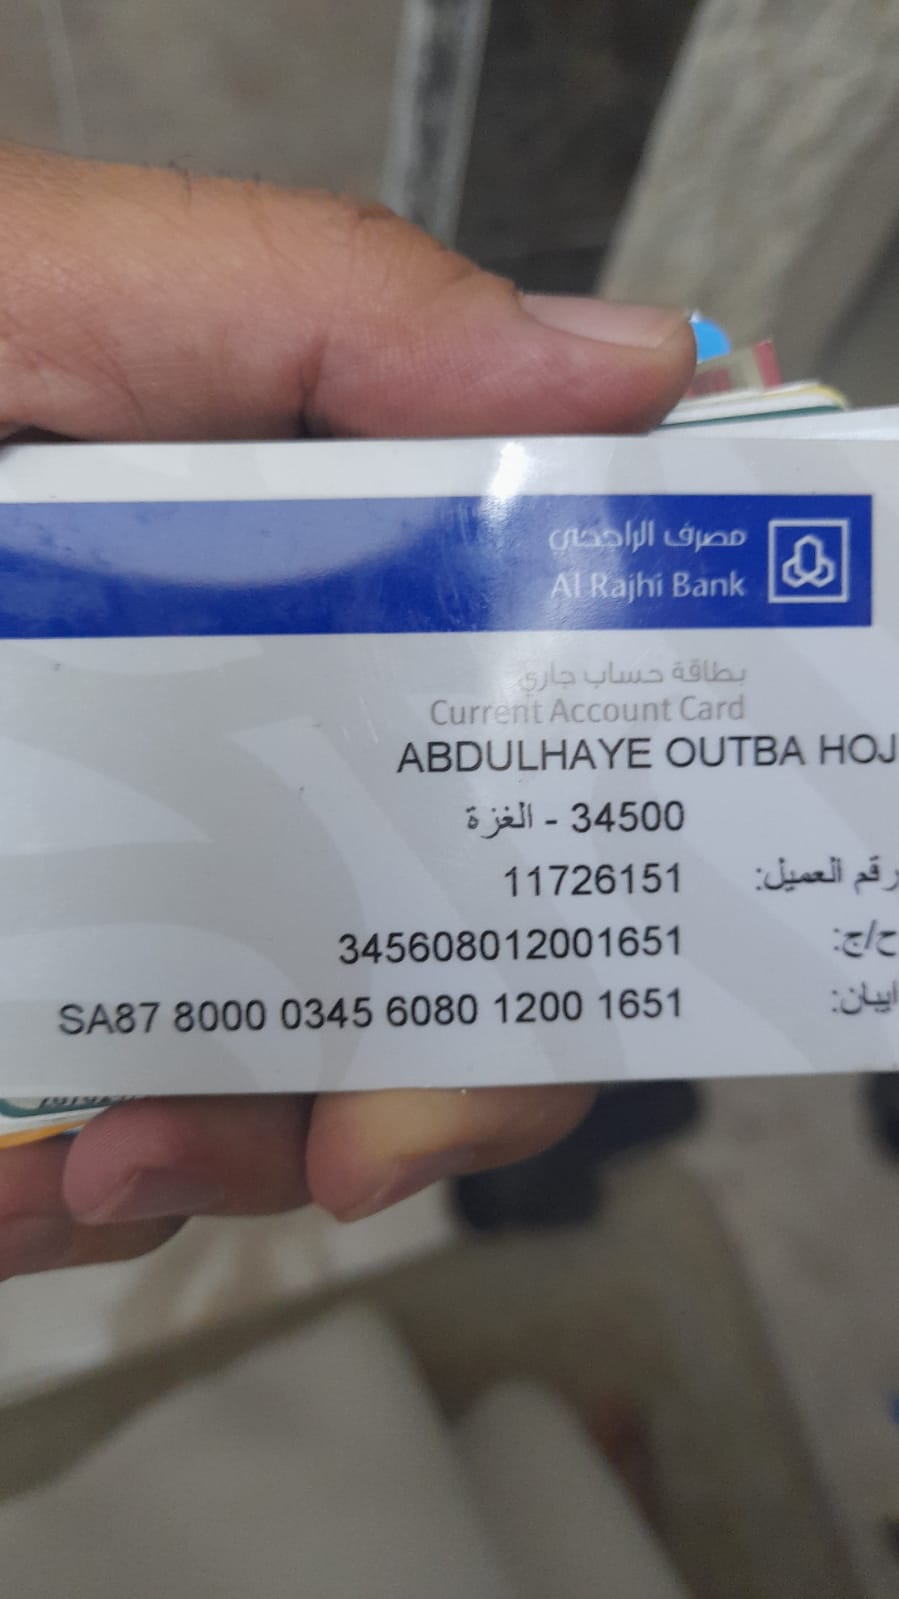 مصرف الراجحي
Al Rajhi Bank
بطاقة حساب جاري
Current Account Card
ABDULHAYE OUTBA HOJ
34500 - الغزة
رقم العميل: 11726151
ح/ج: 345608012001651
ايبان: SA87 8000 0345 6080 1200 1651